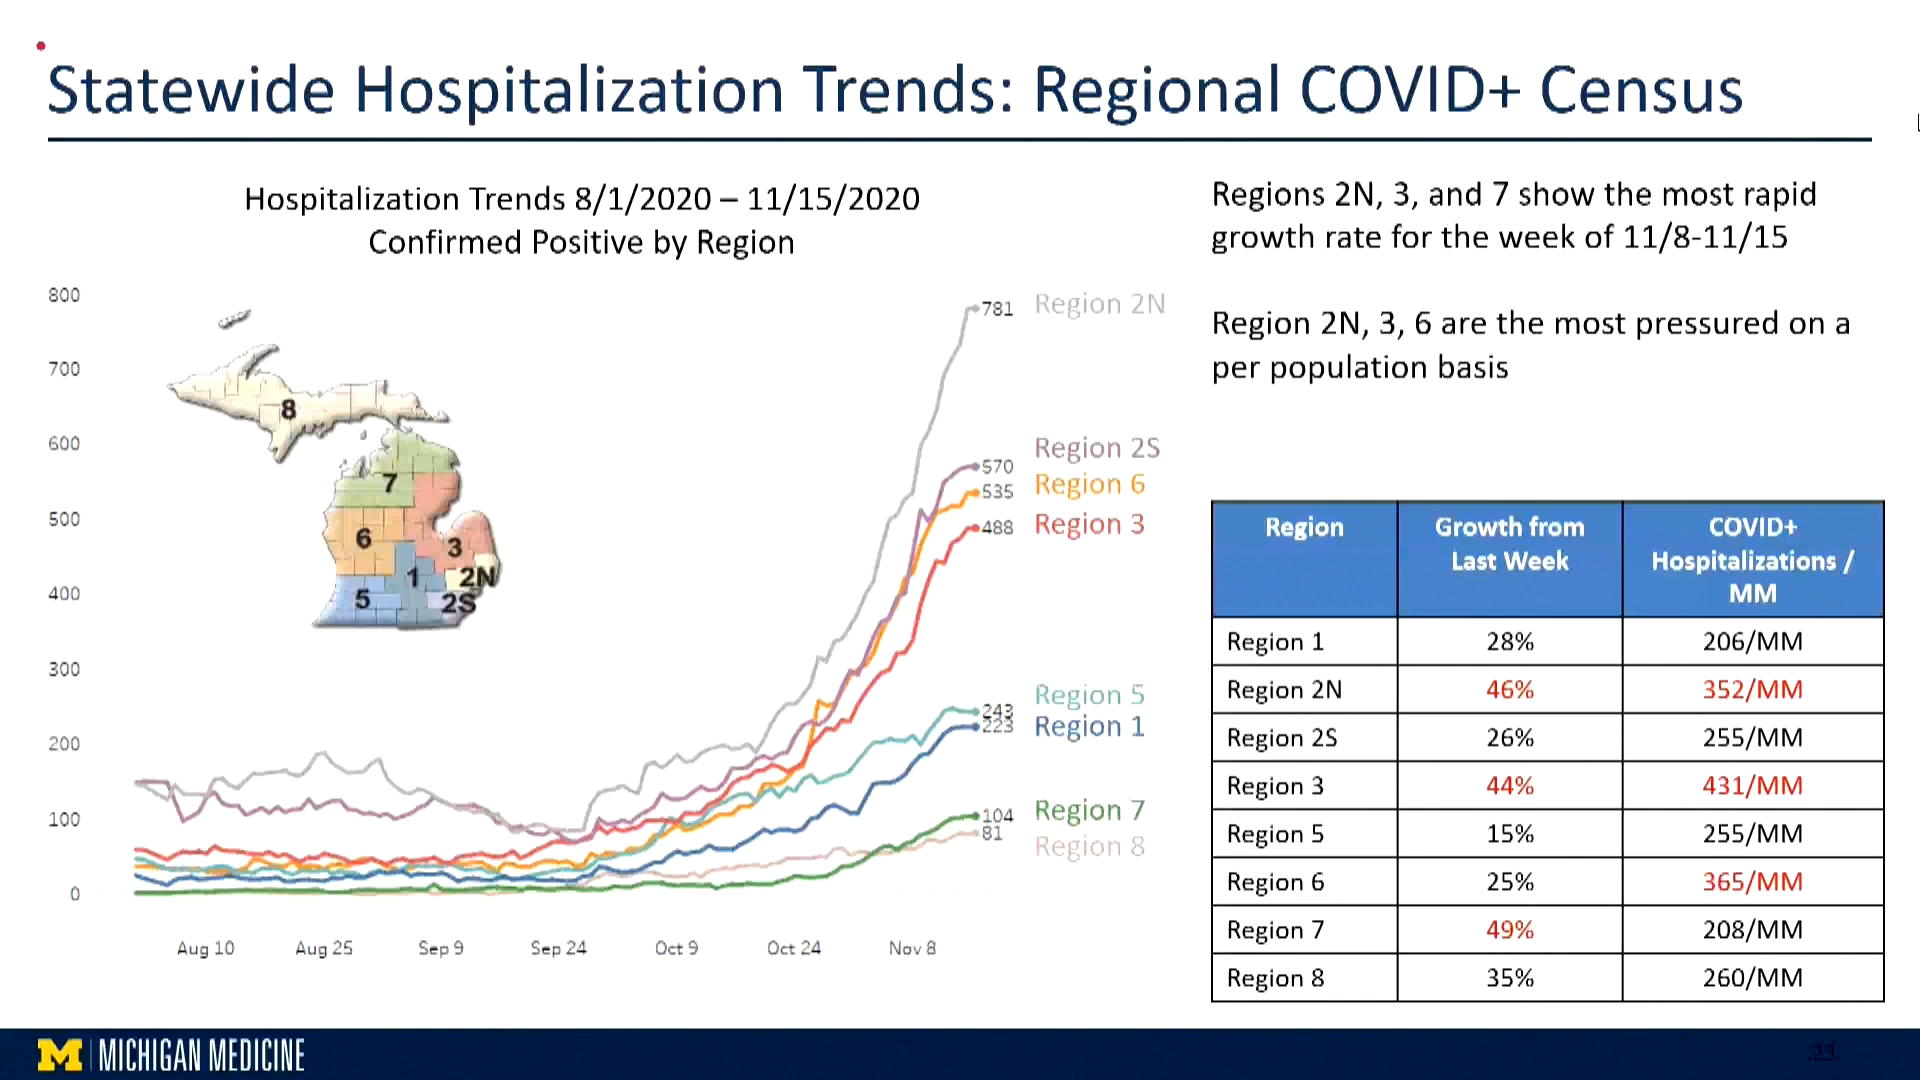 Statewide Hospitalization Trends: Regional COVID+ Census
Hospitalization Trends 8/1/2020 – 11/15/2020
Confirmed Positive by Region
800
700
600
500
400
300
200
100
0
Aug 10
Aug 25
Sep 9
Sep 24
Oct 9
Oct 24
Nov 8
8
7
6
3
1
2N
5
2S
781 Region 2N
570 Region 2S
535 Region 6
488 Region 3
243 Region 5
223 Region 1
104 Region 7
81 Region 8
Regions 2N, 3, and 7 show the most rapid
growth rate for the week of 11/8-11/15
Region 2N, 3, 6 are the most pressured on a
per population basis
Region Growth from COVID+
Last Week Hospitalizations /
MM
Region 1 28% 206/MM
Region 2N 46% 352/MM
Region 2S 26% 255/MM
Region 3 44% 431/MM
Region 5 15% 255/MM
Region 6 25% 365/MM
Region 7 49% 208/MM
Region 8 35% 260/MM
M MICHIGAN MEDICINE